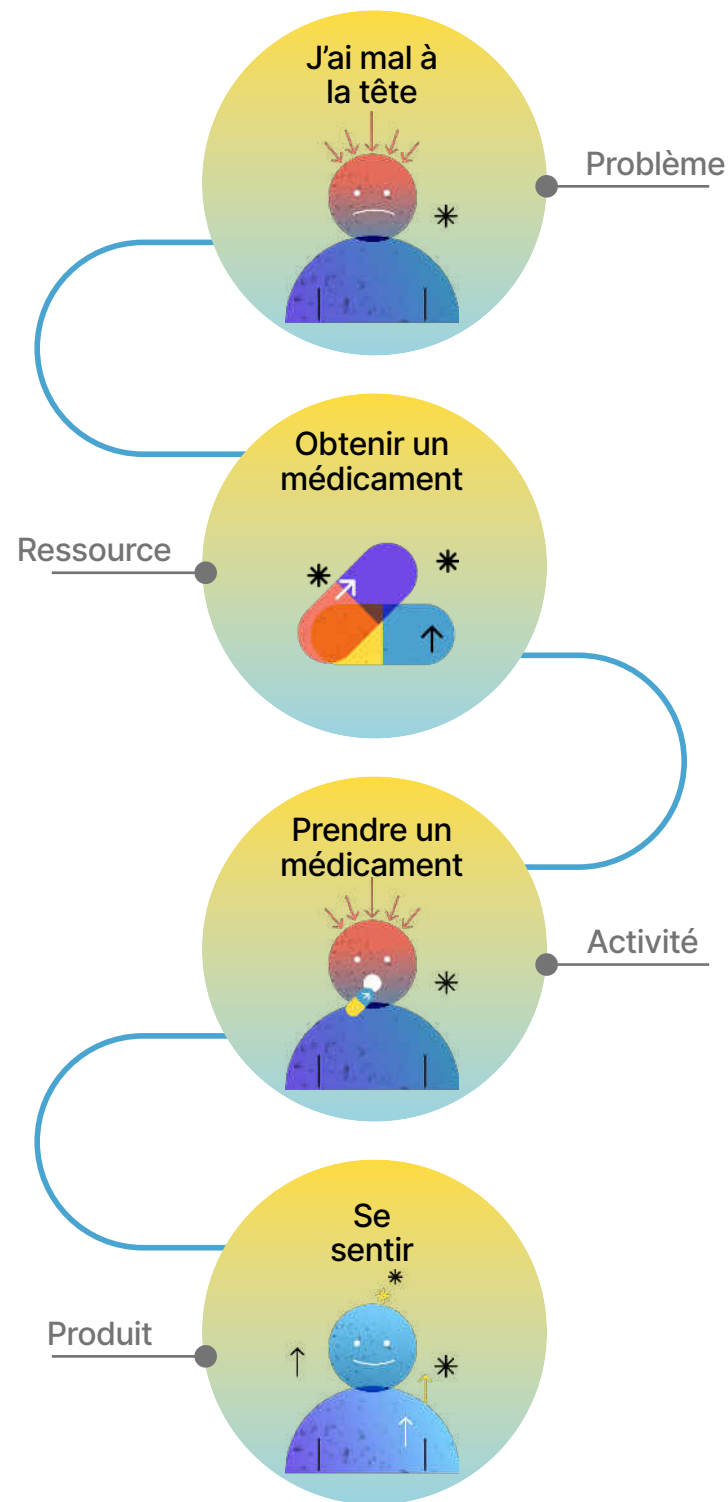 J'ai mal à
la tête
Problème
Obtenir un
médicament
Ressource
Prendre un
médicament
Activité
Se
sentir
Produit